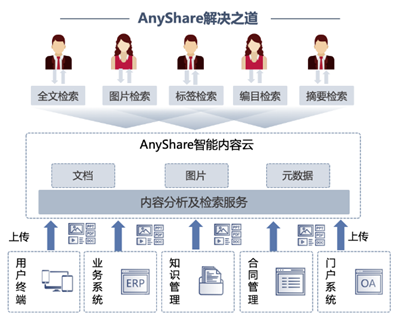 AnyShare解决之道
全文检索 图片检索 标签检索 编目检索 摘要检索
AnyShare智能内容云
文档 图片 元数据
内容分析及检索服务
上传 上传
用户终端 业务系统 知识管理 合同管理 门户系统
ERP OA